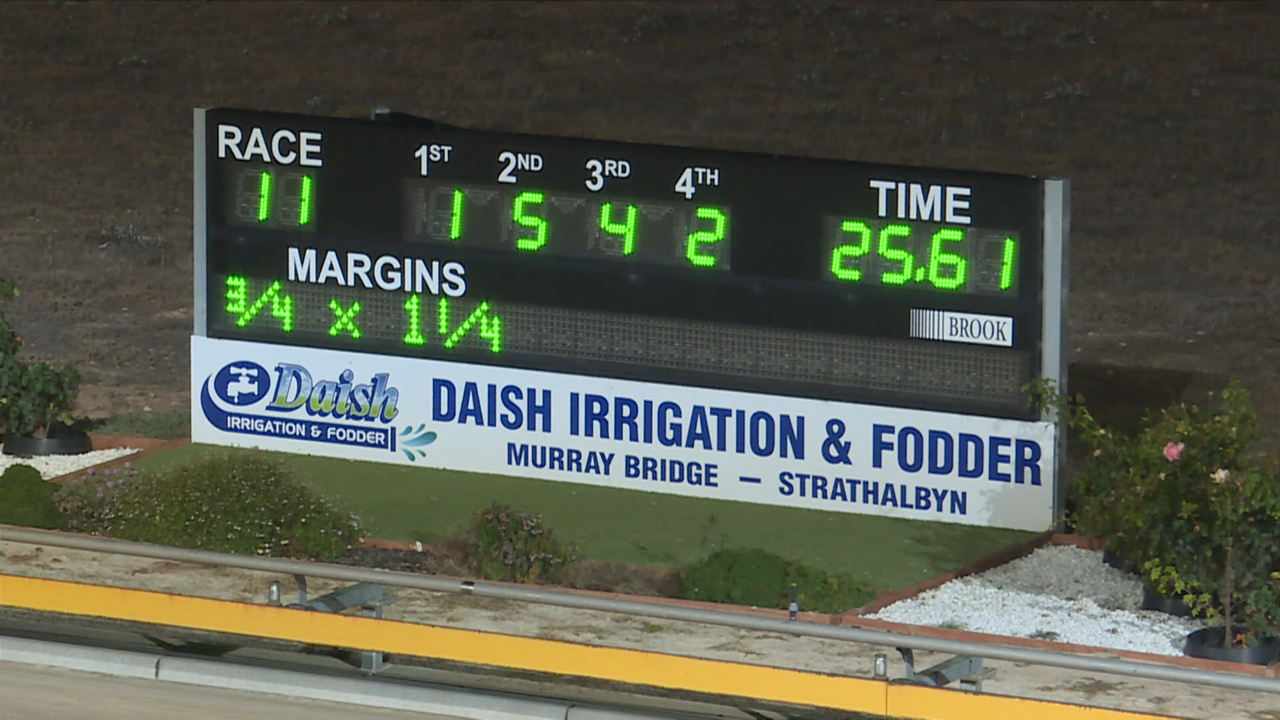 RACE 1ST 2ND 3RD 4TH TIME
11 1 5 4 2 25.61
MARGINS
3/4 x 1 1/4
BROOK
Daish
IRRIGATION & FODDER
DAISH IRRIGATION & FODDER
MURRAY BRIDGE – STRATHALBYN